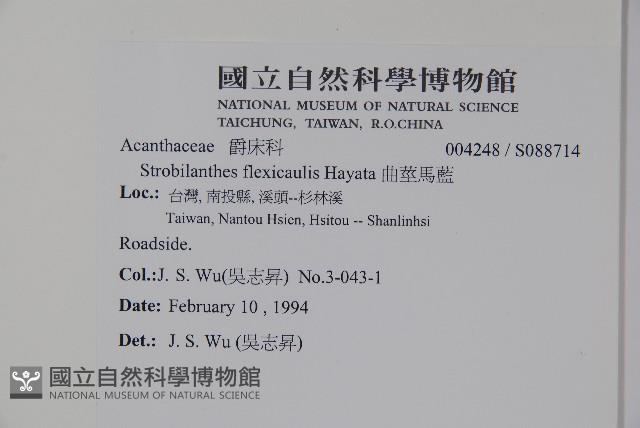 國立自然科學博物館
NATIONAL MUSEUM OF NATURAL SCIENCE
TAICHUNG, TAIWAN, R.O.CHINA
Acanthaceae 爵床科 004248 / S088714
Strobilanthes flexicaulis Hayata 曲莖馬藍
Loc.: 台灣, 南投縣, 溪頭--杉林溪
Taiwan, Nantou Hsien, Hsitou -- Shanlinhsi
Roadside.
Col.:J. S. Wu(吳志昇) No.3-043-1
Date: February 10 , 1994
Det.: J. S. Wu (吳志昇)
國立自然科學博物館
NATIONAL MUSEUM OF NATURAL SCIENCE